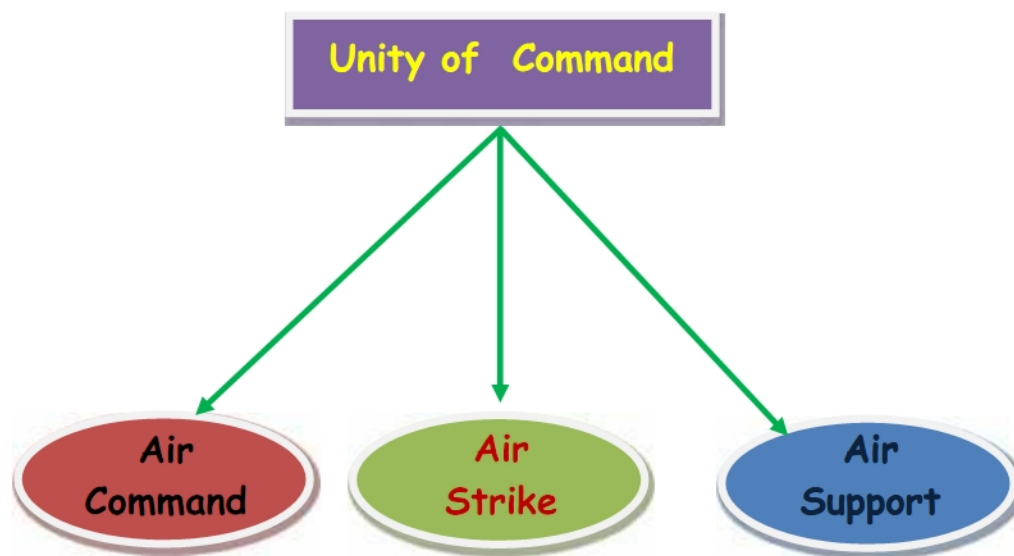 Unity of Command
Air
Command
Air
Strike
Air
Support